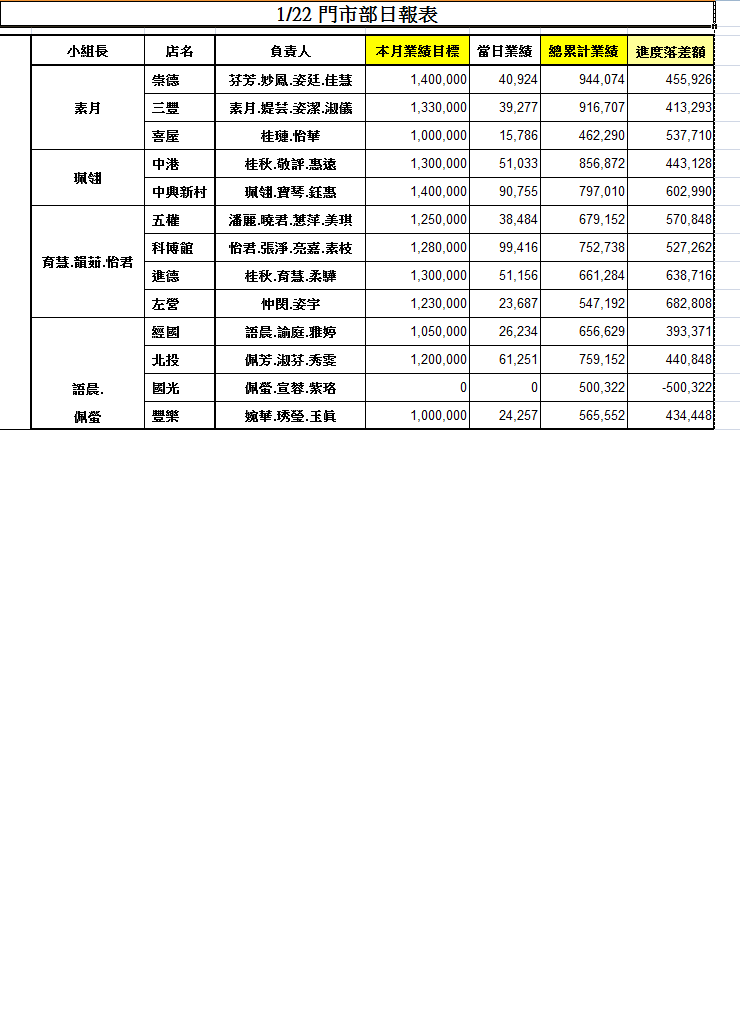 1/22 門市部日報表
小組長 店名 負責人 本月業績目標 當日業績 總累計業績 進度落差額
素月 崇德 芬芳.妙鳳.姿廷.佳慧 1,400,000 40,924 944,074 455,926
三豐 素月.緹芸.姿潔.淑儀 1,330,000 39,277 916,707 413,293
喜屋 桂璉.怡華 1,000,000 15,786 462,290 537,710
珮翎 中港 桂秋.敬評.惠遠 1,300,000 51,033 856,872 443,128
中興新村 珮翎.寶琴.鈺惠 1,400,000 90,755 797,010 602,990
育慧.韻茹.怡君 五權 潘麗.曉君.蕙萍.美琪 1,250,000 38,484 679,152 570,848
科博館 怡君.張淨.亮嘉.素枝 1,280,000 99,416 752,738 527,262
進德 桂秋.育慧.柔驊 1,300,000 51,156 661,284 638,716
左營 仲閔.姿宇 1,230,000 23,687 547,192 682,808
語晨.佩螢 經國 語晨.諭庭.雅婷 1,050,000 26,234 656,629 393,371
北投 佩芳.淑芬.秀雯 1,200,000 61,251 759,152 440,848
國光 佩螢.宣蓉.紫珞 0 0 500,322 -500,322
豐樂 婉華.琇瑩.玉眞 1,000,000 24,257 565,552 434,448